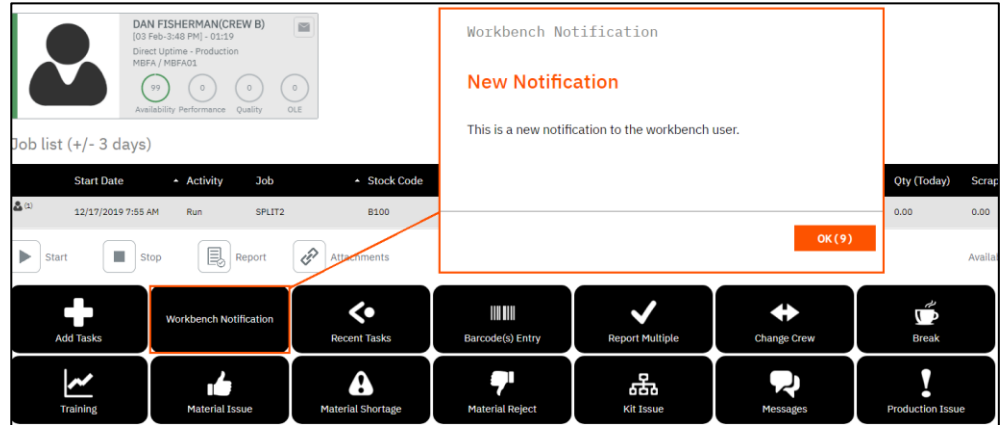 DAN FISHERMAN(CREW B)
[03 Feb-3:48 PM] - 01:19
Direct Uptime - Production
MBFA / MBFA01
99 0 0 0
Availability Performance Quality OLE
Workbench Notification
New Notification
This is a new notification to the workbench user.
OK(9)
Job list (+/- 3 days)
Start Date Activity Job Stock Code Qty (Today) Scrap
(1) 12/17/2019 7:55 AM Run SPLIT2 B100 0.00 0.00
Start Stop Report Attachments
Add Tasks Workbench Notification Recent Tasks Barcode(s) Entry Report Multiple Change Crew Break
Training Material Issue Material Shortage Material Reject Kit Issue Messages Production Issue